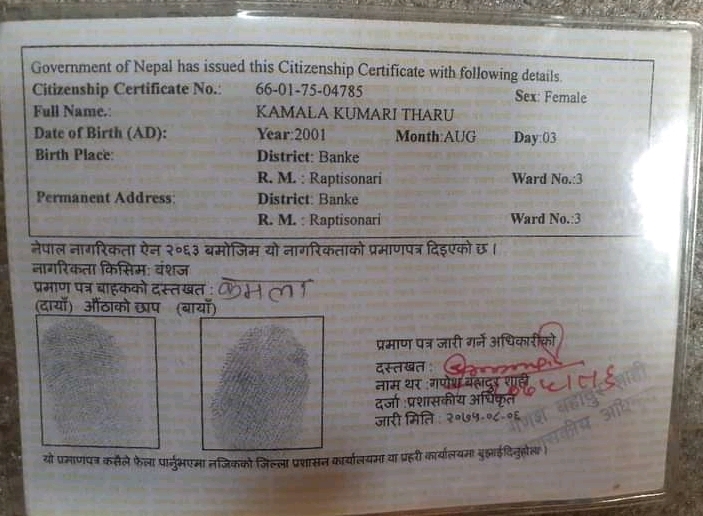 Government of Nepal has issued this Citizenship Certificate with following details.
Citizenship Certificate No.: 66-01-75-04785 Sex: Female
Full Name.: KAMALA KUMARI THARU
Date of Birth (AD): Year:2001 Month:AUG Day:03
Birth Place: District: Banke
R. M. : Raptisonari Ward No.:3
Permanent Address: District: Banke
R. M. : Raptisonari Ward No.:3
नेपाल नागरिकता ऐन २०६३ बमोजिम यो नागरिकताको प्रमाणपत्र दिइएको छ ।
नागरिकता किसिम: वंशज
प्रमाण पत्र बाहकको दस्तखत : कमला
(दायाँ) औंठाको छाप (बायाँ)
प्रमाण पत्र जारी गर्ने अधिकारीको
दस्तखत :
नाम थर : गणेश बहादुर शाही
दर्जा : प्रशासकीय अधिकृत
जारी मिति : २०७५-०८-०६
गणेश बहादुर शाही
प्रशासकीय अधिकृत
यो प्रमाणपत्र कसैले फेला पार्नुभएमा नजिकको जिल्ला प्रशासन कार्यालयमा या प्रहरी कार्यालयमा बुझाईदिनुहोला ।